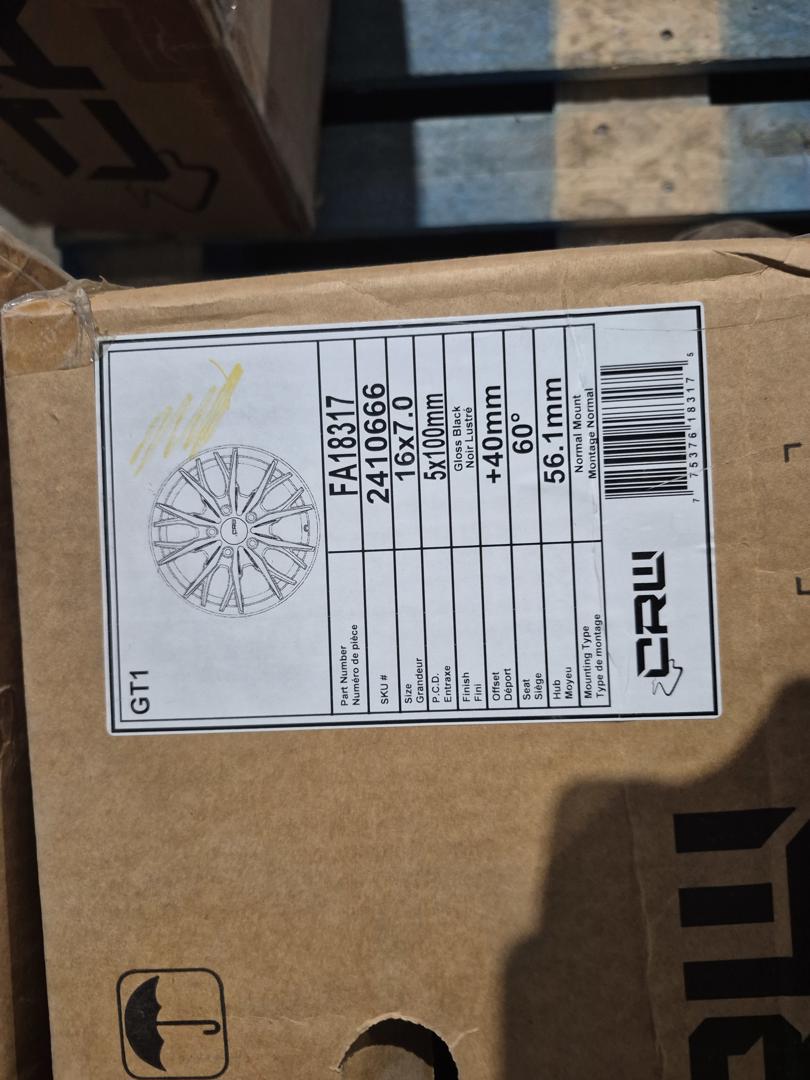 GT1
CRW
Part Number
Numéro de pièce
FA18317
SKU #
2410666
Size
Grandeur
16x7.0
P.C.D.
Entraxe
5x100mm
Finish
Fini
Gloss Black
Noir Lustré
Offset
Déport
+40mm
Seat
Siège
60°
Hub
Moyeu
56.1mm
Mounting Type
Type de montage
Normal Mount
Montage Normal
CRW
7 75376 18317 5